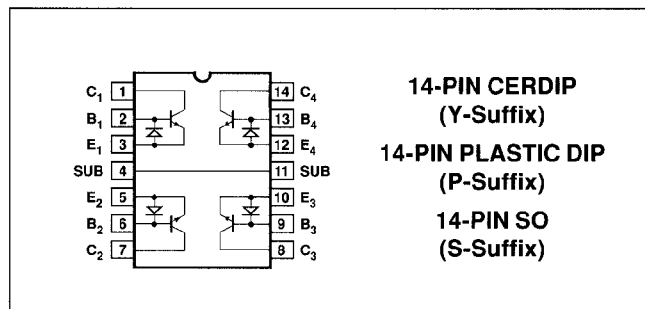 C1 1 14 C4
B1 2 13 B4
E1 3 12 E4
SUB 4 11 SUB
E2 5 10 E3
B2 6 9 B3
C2 7 8 C3
14-PIN CERDIP
(Y-Suffix)
14-PIN PLASTIC DIP
(P-Suffix)
14-PIN SO
(S-Suffix)